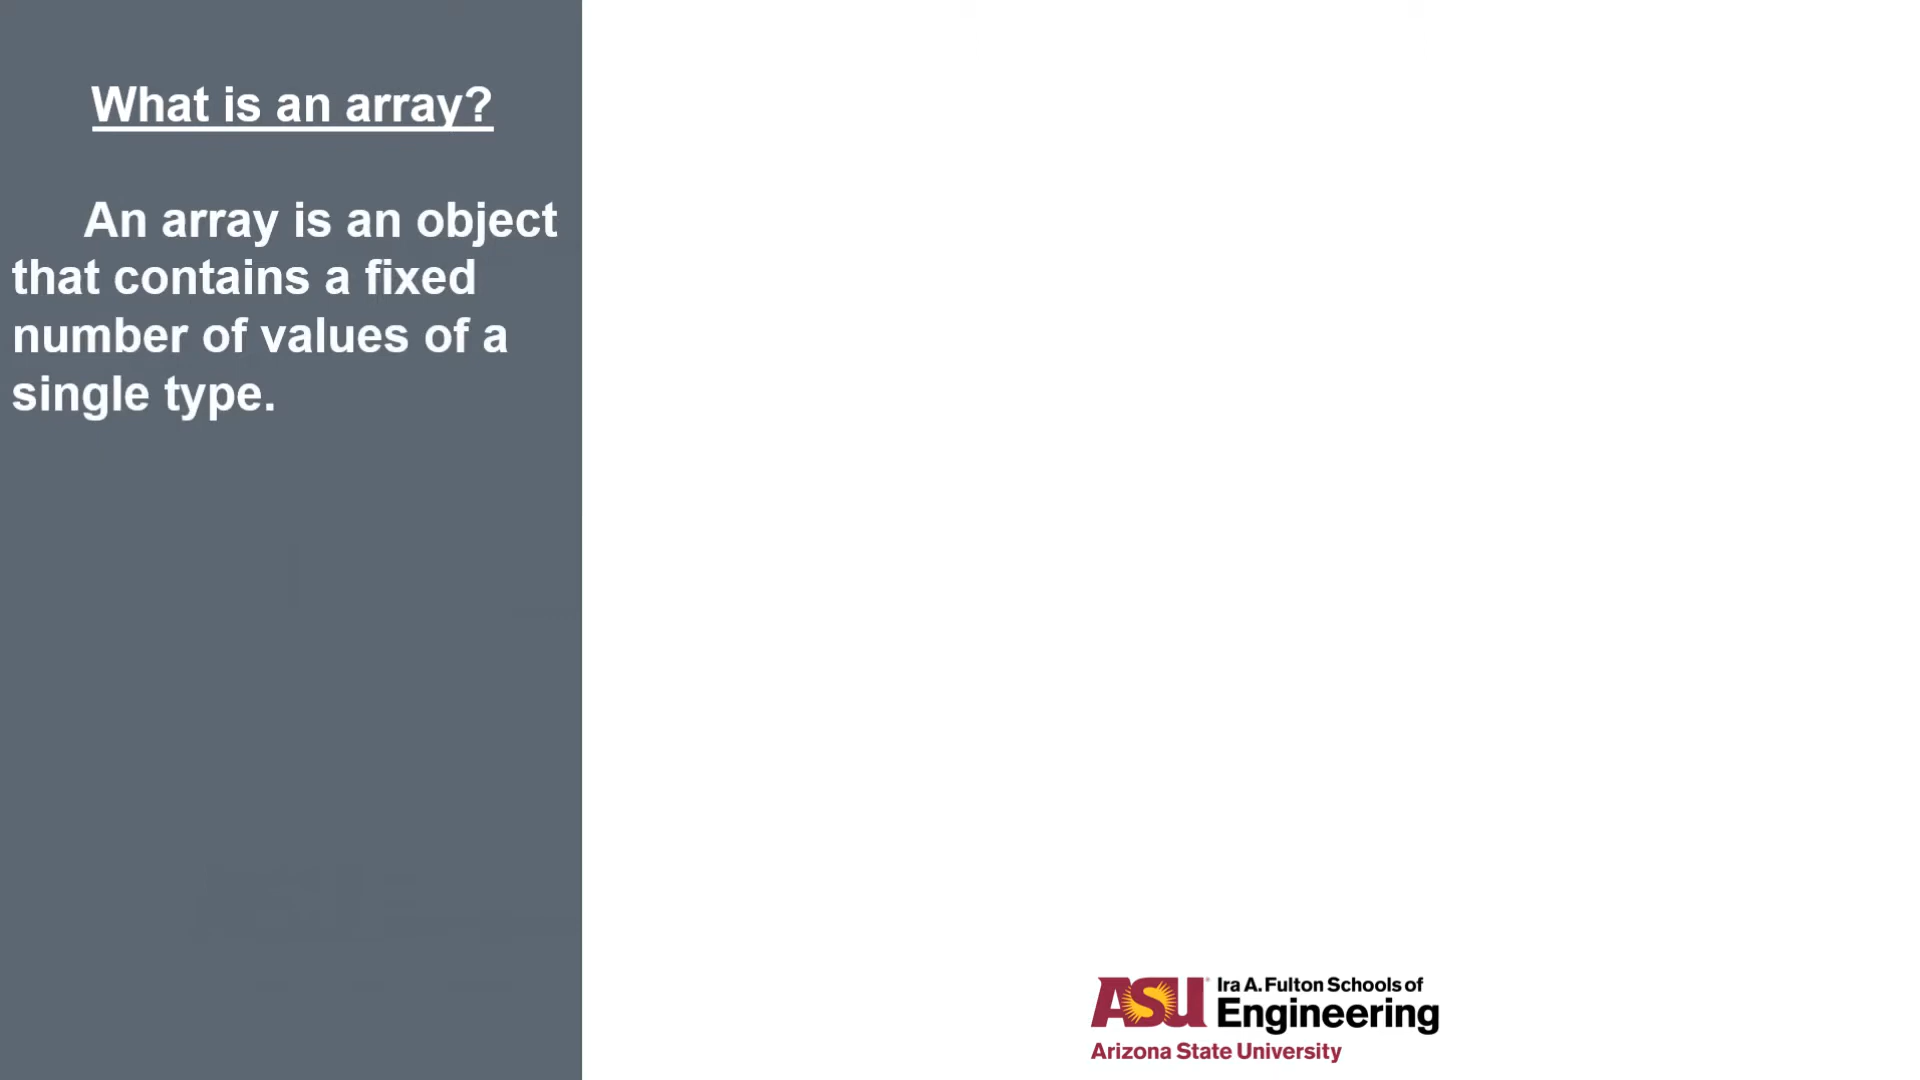 What is an array?
An array is an object
that contains a fixed
number of values of a
single type.
ASU Ira A. Fulton Schools of
Engineering
Arizona State University